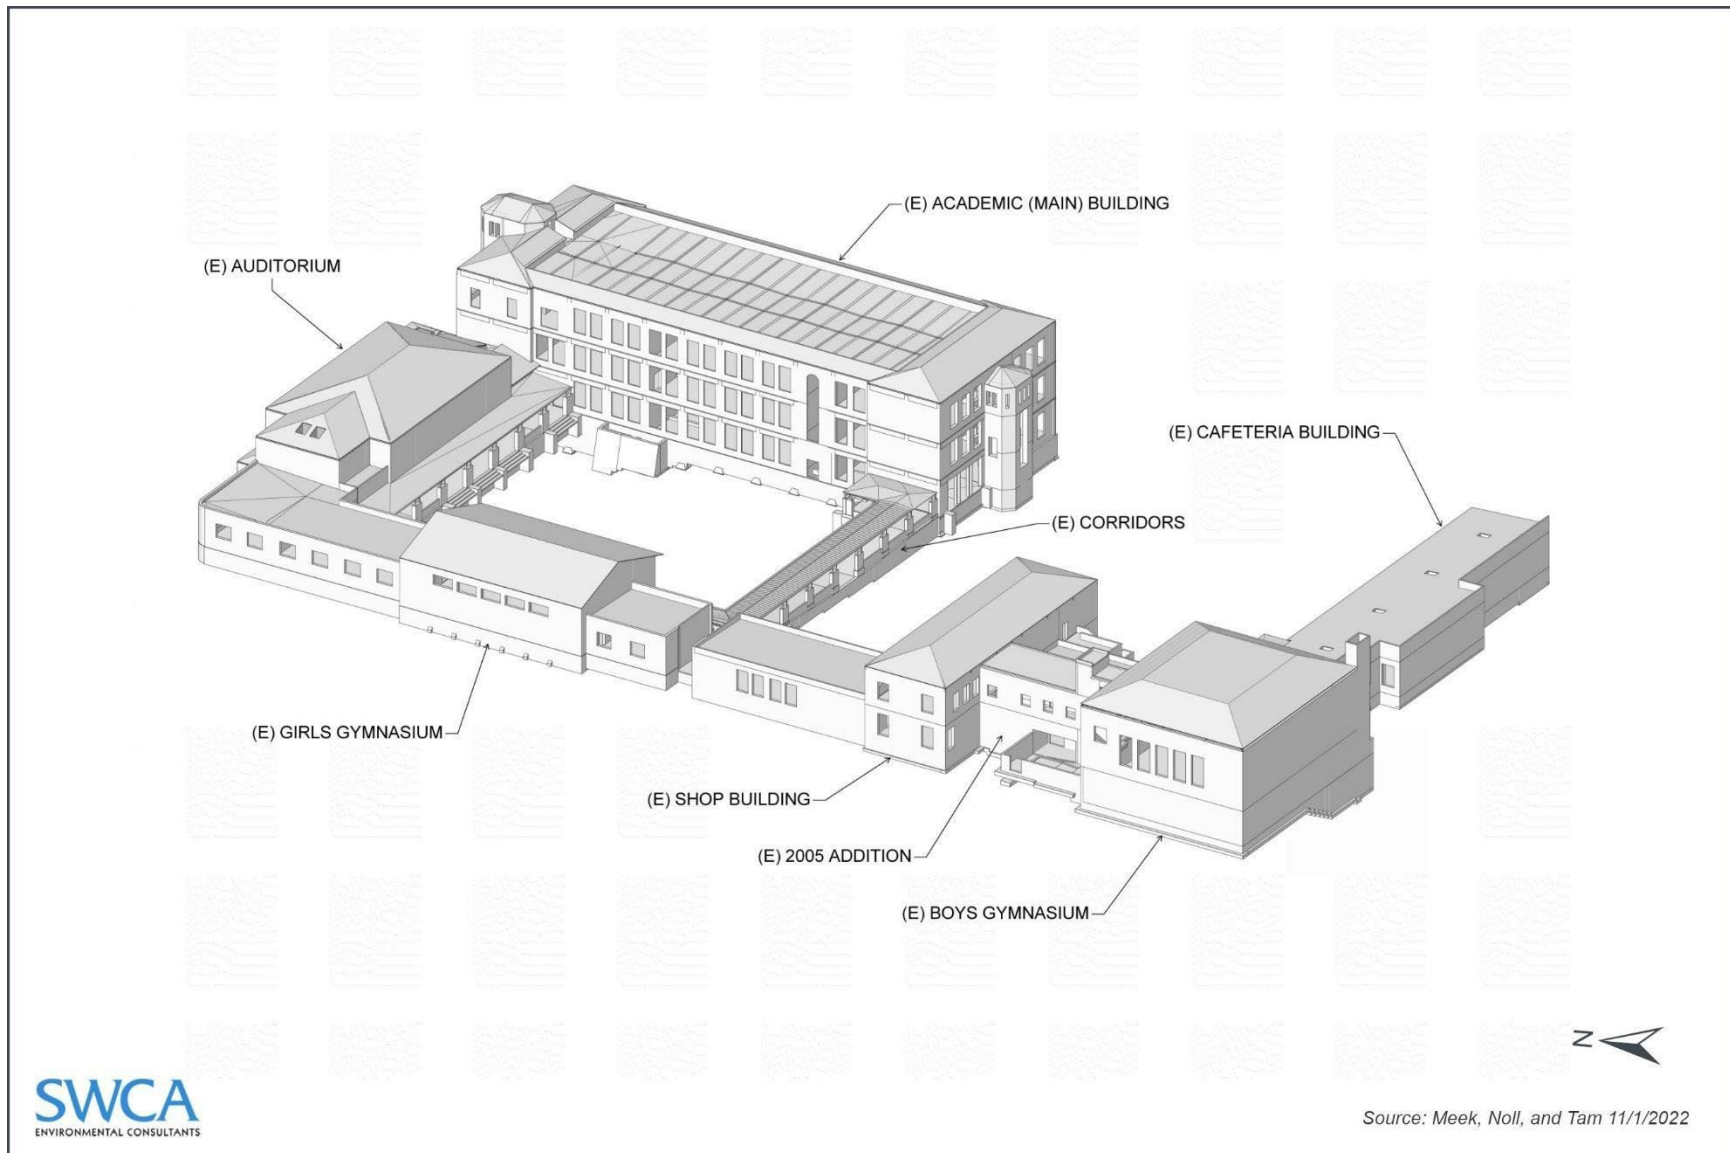 (E) ACADEMIC (MAIN) BUILDING
(E) AUDITORIUM
(E) CAFETERIA BUILDING
(E) CORRIDORS
(E) GIRLS GYMNASIUM
(E) SHOP BUILDING
(E) 2005 ADDITION
(E) BOYS GYMNASIUM
N
SWCA
ENVIRONMENTAL CONSULTANTS
Source: Meek, Noll, and Tam 11/1/2022